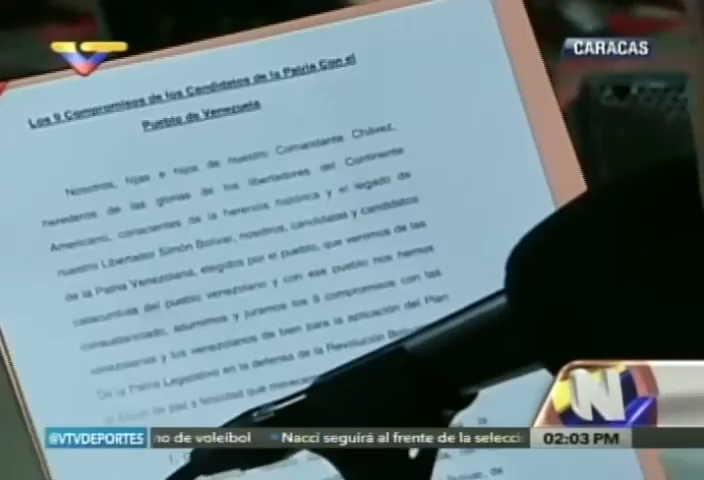 CARACAS
Los 9 Compromisos de los Candidatos de la Patria Con el
Pueblo de Venezuela
Nosotros, hijas e hijos de nuestro Comandante Chávez,
herederos de las glorias de los libertadores del Continente
Americano, conscientes de la herencia histórica y el legado de
nuestro Libertador Simón Bolívar, nosotros, candidatas y candidatos
de la Patria Venezolana, elegidos por el pueblo, que venimos de las
catacumbas del pueblo venezolano y con ese pueblo nos hemos
consustanciado, asumimos y juramos los 9 compromisos con las
venezolanas y los venezolanos de bien para la aplicación del Plan
De la Patria Legislativo en la defensa de la Revolución
de paz y felicidad que
N
@VTVDEPORTES no de voleibol Nacci seguirá al frente de la selecci 02:03 PM